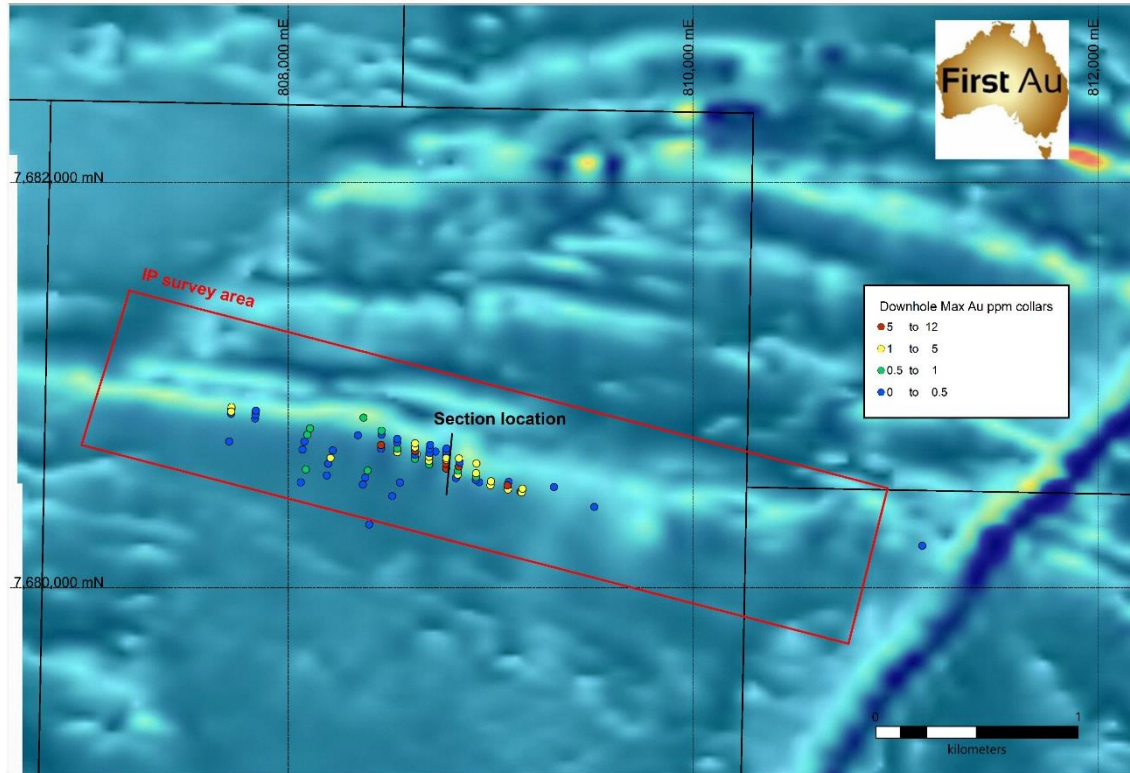 808,000 mE
810,000 mE
812,000 mE
First Au
7,682,000 mN
IP survey area
Downhole Max Au ppm collars
5 to 12
1 to 5
0.5 to 1
0 to 0.5
Section location
7,680,000 mN
0
1
kilometers